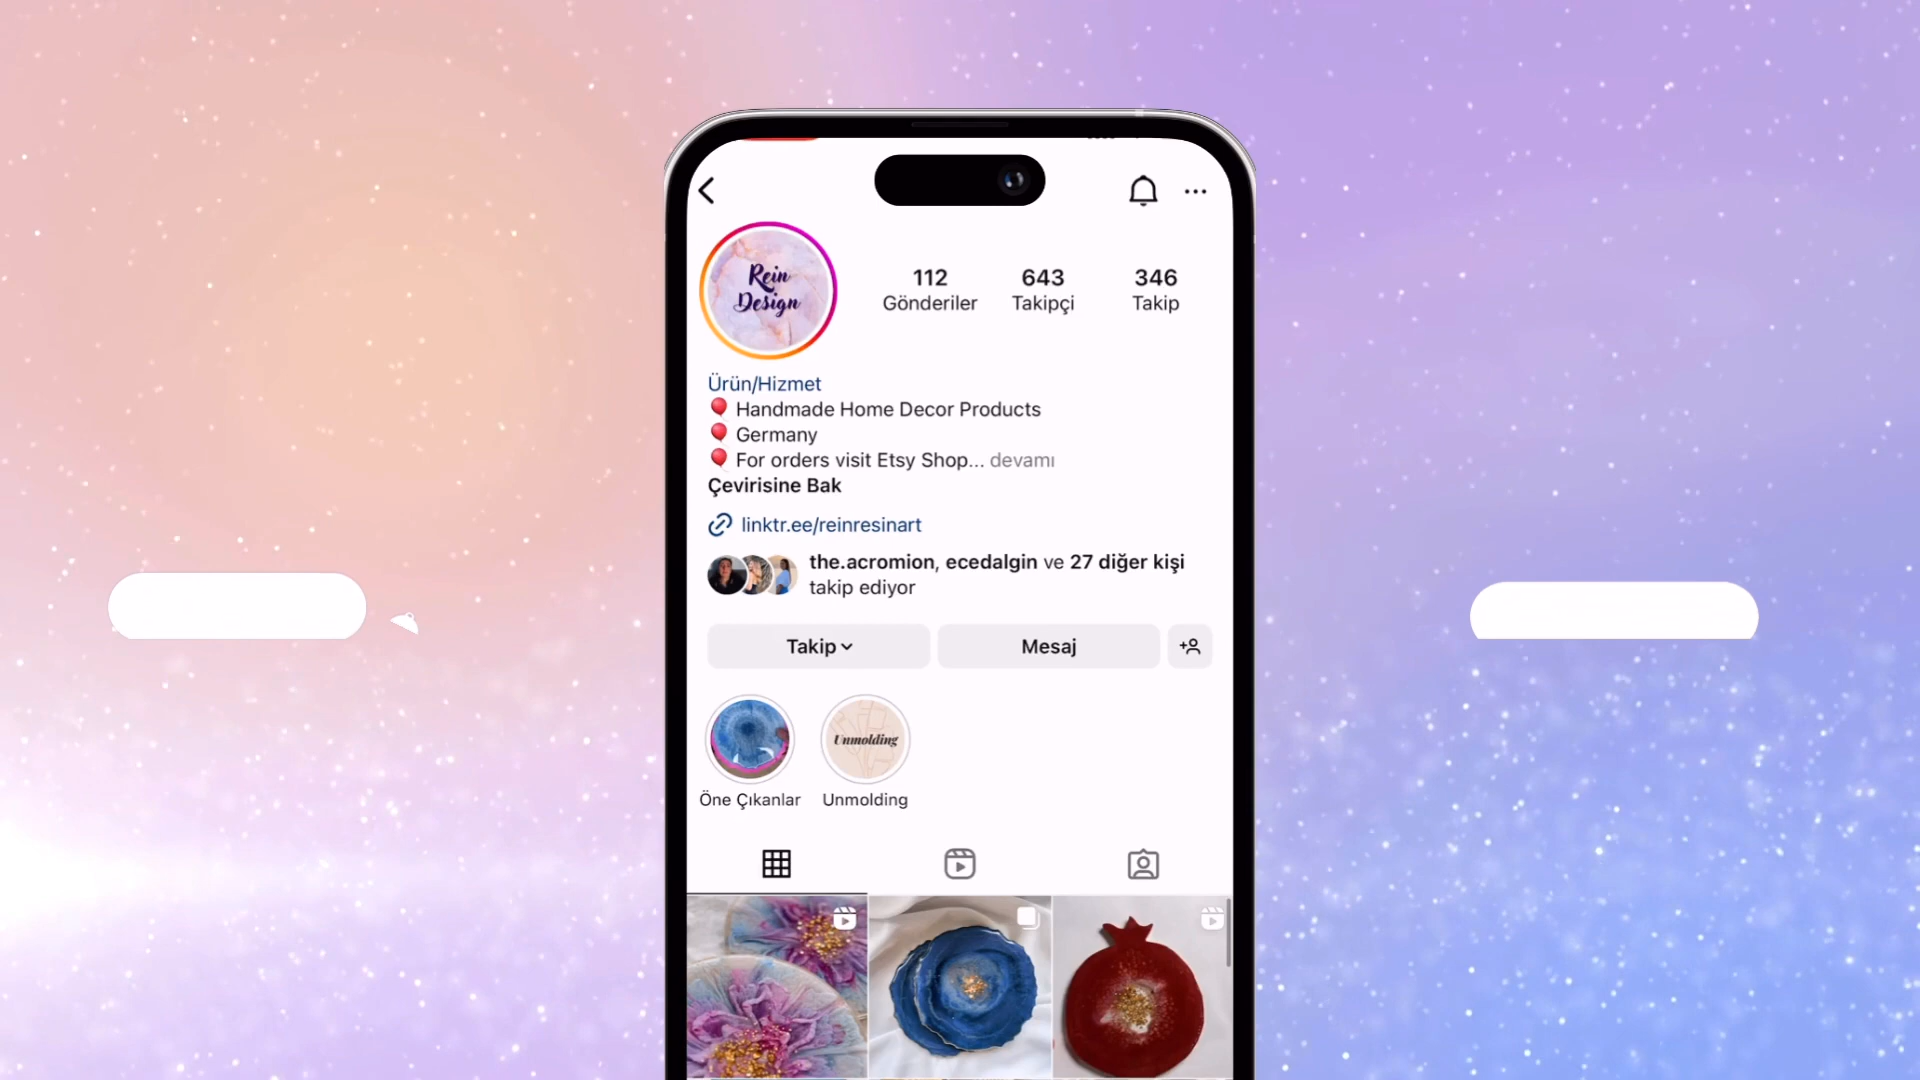 Rein
Design
112
Gönderiler
643
Takipçi
346
Takip
Ürün/Hizmet
Handmade Home Decor Products
Germany
For orders visit Etsy Shop... devamı
Çevirisine Bak
linktr.ee/reinresinart
the.acromion, ecedalgin ve 27 diğer kişi
takip ediyor
Takip
Mesaj
Unmolding
Öne Çıkanlar
Unmolding